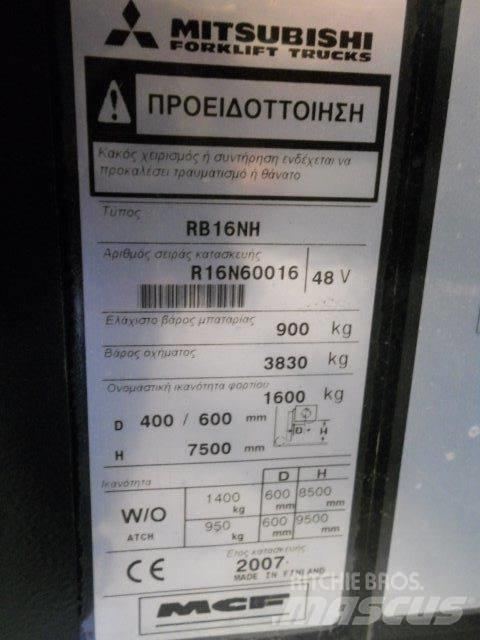 MITSUBISHI
FORKLIFT TRUCKS
ΠΡΟΕΙΔΟΤΤΟΙΗΣΗ
Κακός χειρισμός ή συντήρηση ενδέχεται να
προκαλέσει τραυματισμό ή θάνατο
Τύπος
RB16NH
Αριθμός σειράς κατασκευής
R16N60016 48 V
Ελάχιστο βάρος μπαταρίας
900 kg
Βάρος οχήματος
3830 kg
Ονομαστική ικανότητα φορτίου
1600 kg
D 400 / 600 mm
D H
H 7500 mm
Ικανότητα D H
W/O ATCH 1400 kg 600 mm 8500 mm
950 kg 600 mm 9500 mm
Έτος κατασκευής
CE 2007
MADE IN FINLAND
MCF
RITCHIE BROS.
MASCUS